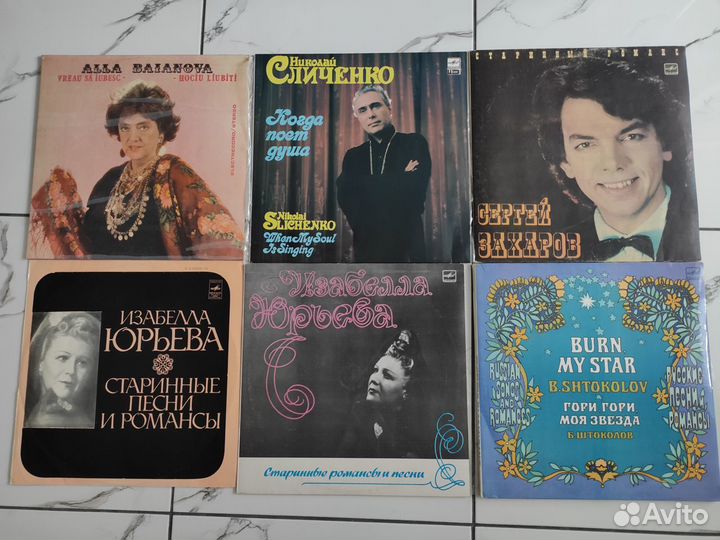 ALLA BAIANOVA
VREAU SĂ IUBESC - - HOCIU LIUBITI
ELECTRECORD/STEREO
Николай
СЛИЧЕНКО
Когда
поет
душа
Nikolai
SLICHENKO
When My Soul
Is Singing
СТАРИННЫЙ РОМАНС
СЕРГЕЙ
ЗАХАРОВ
ИЗАБЕЛЛА
ЮРЬЕВА
СТАРИННЫЕ
ПЕСНИ
И РОМАНСЫ
Изабелла
Юрьева
Старинные романсы и песни
BURN,
MY STAR
B. SHTOKOLOV
ГОРИ ГОРИ
МОЯ ЗВЕЗДА
Б. ШТОКОЛОВ
RUSSIAN
SONGS
AND
ROMANCES
РУССКИЕ
ПЕСНИ И
РОМАНСЫ
Avito